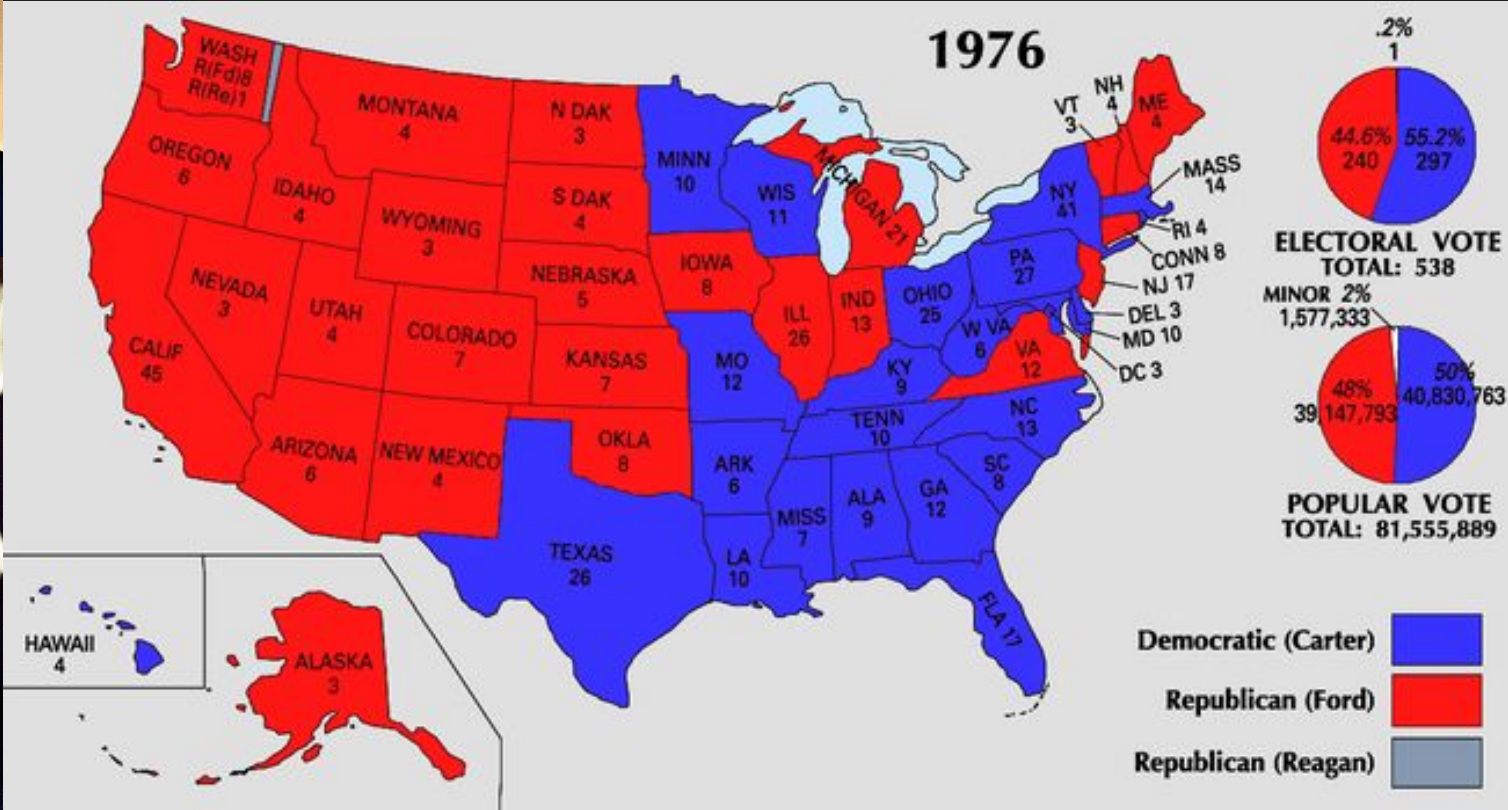 1976
WASH
R(Fd)8
R(Re)1
MONTANA
4
N DAK
3
MINN
10
OREGON
6
IDAHO
4
WYOMING
3
S DAK
4
WIS
11
MICHIGAN 21
NY
41
VT
3
NH
4
ME
4
MASS
14
RI 4
CONN 8
NJ 17
DEL 3
MD 10
DC 3
CALIF
45
NEVADA
3
UTAH
4
COLORADO
7
NEBRASKA
5
IOWA
8
KANSAS
7
MO
12
ILL
26
IND
13
OHIO
25
PA
27
W VA
6
VA
12
KY
9
TENN
10
NC
13
SC
8
ARIZONA
6
NEW MEXICO
4
OKLA
8
ARK
6
TEXAS
26
LA
10
MISS
7
ALA
9
GA
12
FLA 17
HAWAII
4
ALASKA
3
.2%
1
44.6%
240
55.2%
297
ELECTORAL VOTE
TOTAL: 538
MINOR 2%
1,577,333
48%
39,147,793
50%
40,830,763
POPULAR VOTE
TOTAL: 81,555,889
Democratic (Carter)
Republican (Ford)
Republican (Reagan)